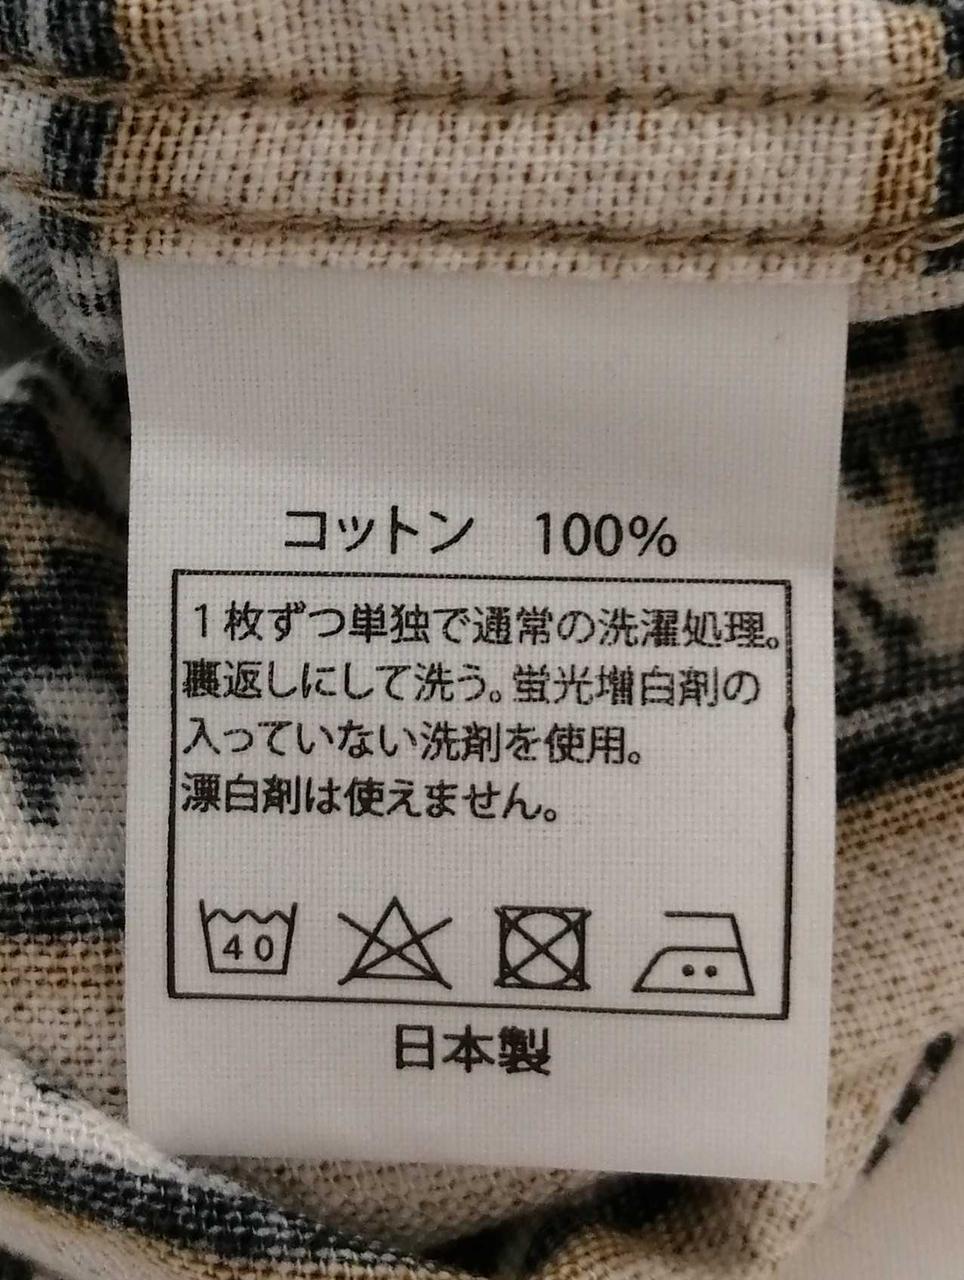 コットン　100%
１枚ずつ単独で通常の洗濯処理。
裏返しにして洗う。蛍光増白剤の
入っていない洗剤を使用。
漂白剤は使えません。
40
日本製